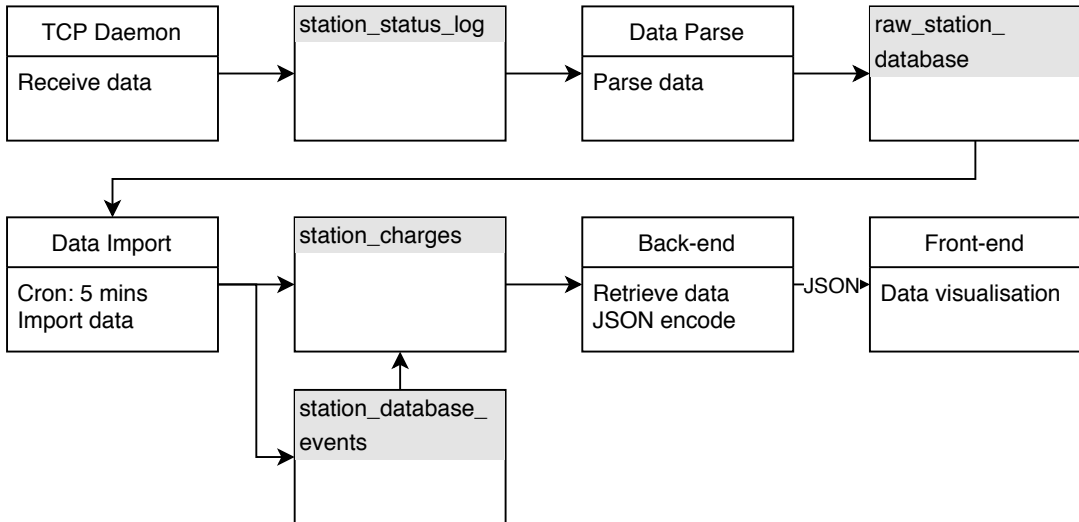 TCP Daemon
Receive data
station_status_log
Data Parse
Parse data
raw_station_
database
Data Import
Cron: 5 mins
Import data
station_charges
Back-end
Retrieve data
JSON encode
JSON
Front-end
Data visualisation
station_database_
events